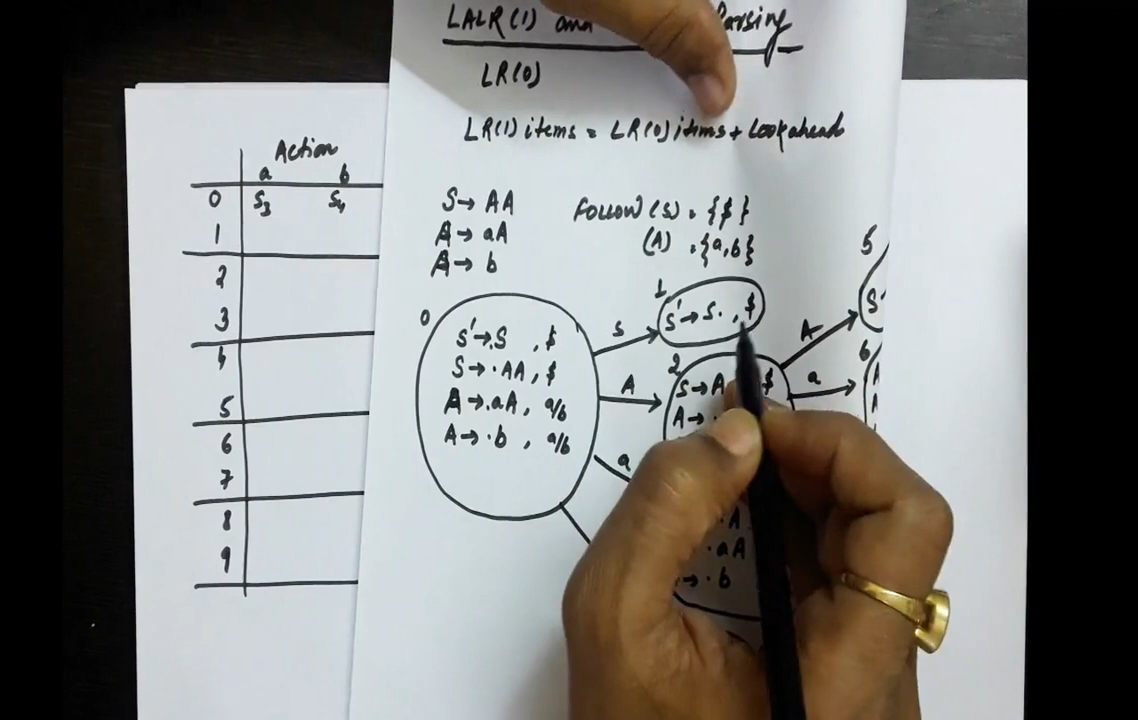 LALR(1) and Parsing
LR(0)
LR(1) items = LR(0) items + Lookahead
S → AA
A → aA
A → b
Follow(S) = {$}
(A) = {a,b}
0
S' → .S , $
S → .AA , $
A → .aA , a/b
A → .b , a/b
S
A
a
1
S' → S. , $
2
S → A $
A → .
A
a
5
S
6
A
A
.A
.aA
→ .b
Action
a b
0 S3 S4
1
2
3
4
5
6
7
8
9